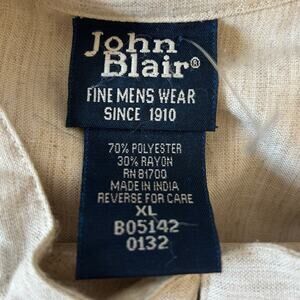 John
Blair®
FINE MENS WEAR
SINCE 1910
70% POLYESTER
30% RAYON
RN 81700
MADE IN INDIA
REVERSE FOR CARE
XL
B05142
0132